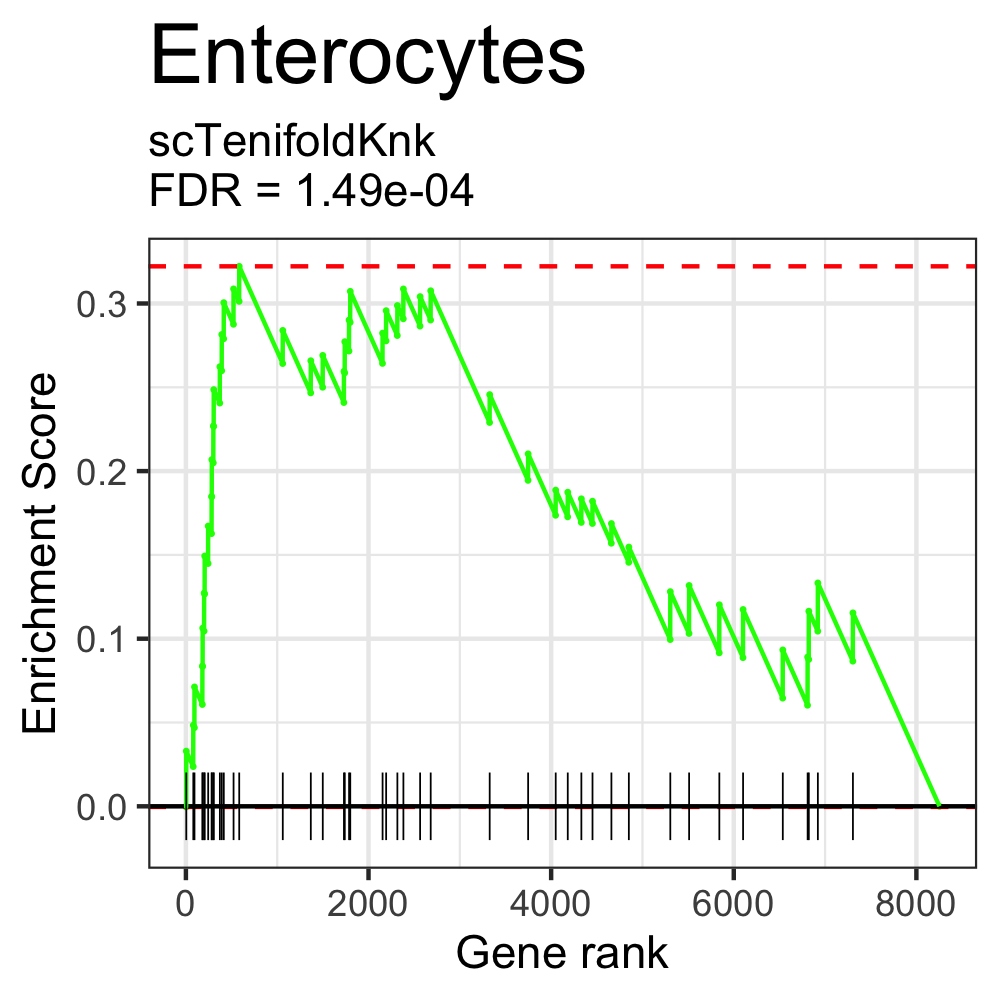 Enterocytes
scTenifoldKnk
FDR = 1.49e-04
Enrichment Score
0.3
0.2
0.1
0.0
0 2000 4000 6000 8000
Gene rank